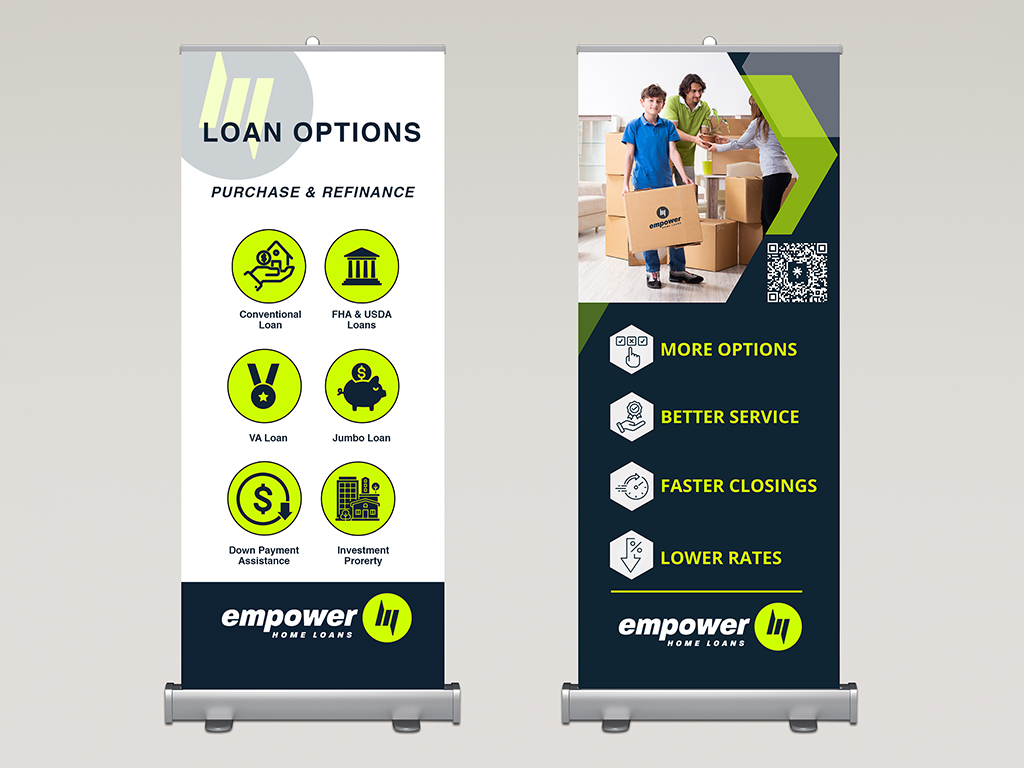 LOAN OPTIONS
PURCHASE & REFINANCE
Conventional
Loan
FHA & USDA
Loans
VA Loan
Jumbo Loan
Down Payment
Assistance
Investment
Prorerty
empower
HOME LOANS
empower
HOME LOANS
MORE OPTIONS
BETTER SERVICE
FASTER CLOSINGS
LOWER RATES
empower
HOME LOANS